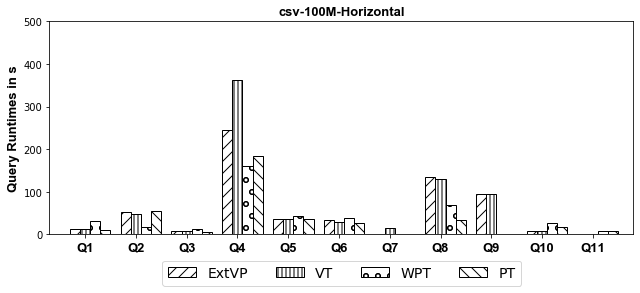 csv-100M-Horizontal
500
400
300
200
100
0
Query Runtimes in s
Q1 Q2 Q3 Q4 Q5 Q6 Q7 Q8 Q9 Q10 Q11
ExtVP VT WPT PT